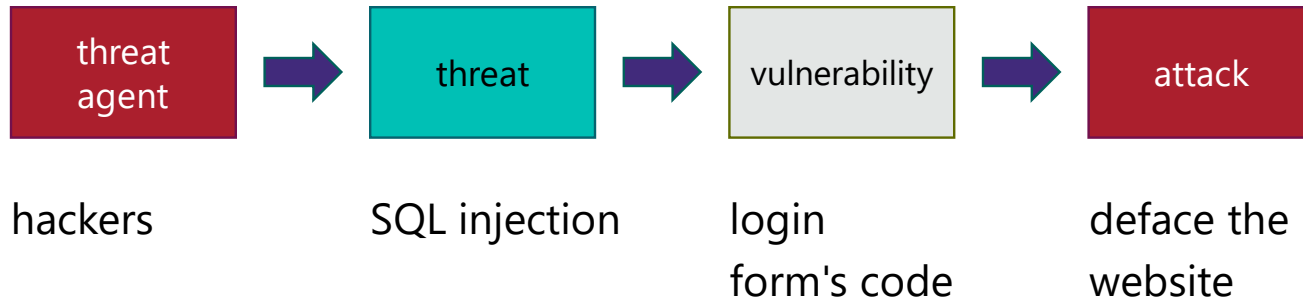 threat
agent
threat
vulnerability
attack
hackers
SQL injection
login
form's code
deface the
website